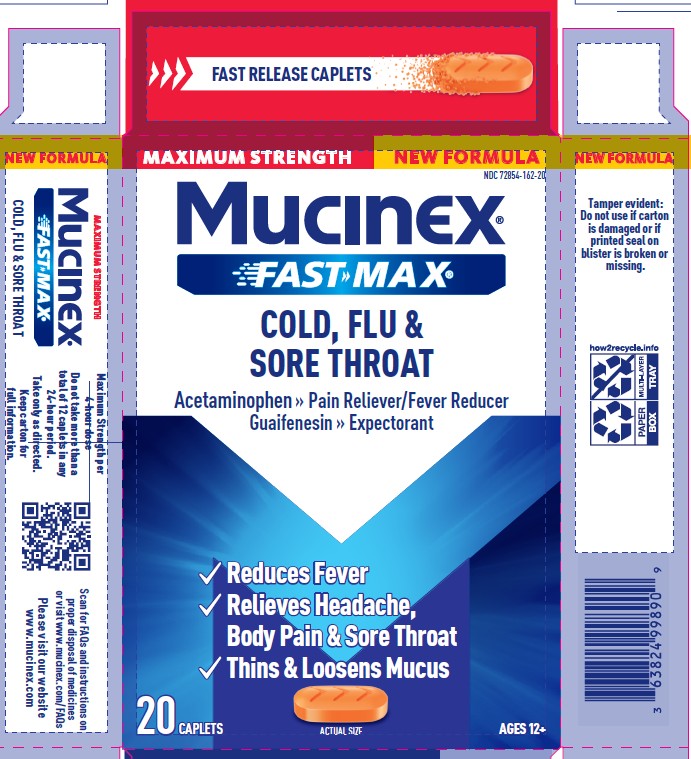 FAST RELEASE CAPLETS
NEW FORMULA
MAXIMUM STRENGTH
NEW FORMULA
NEW FORMULA
NDC 72854-162-20
Mucinex®
FAST»MAX®
COLD, FLU &
SORE THROAT
Acetaminophen » Pain Reliever/Fever Reducer
Guaifenesin » Expectorant
✓ Reduces Fever
✓ Relieves Headache,
Body Pain & Sore Throat
✓ Thins & Loosens Mucus
20 CAPLETS
ACTUAL SIZE
AGES 12+
MAXIMUM STRENGTH
Mucinex®
FAST»MAX®
COLD, FLU & SORE THROAT
Maximum Strength per
4-hour dose
Do not take more than a
total of 12 caplets in any
24-hour period.
Take only as directed.
Keep carton for
full information.
Scan for FAQs and instructions on
proper disposal of medicines
or visit www.mucinex.com/FAQs
Please visit our website
www.mucinex.com
Tamper evident:
Do not use if carton
is damaged or if
printed seal on
blister is broken or
missing.
how2recycle.info
MULTI-LAYER
TRAY
PAPER
BOX
3 63824 99890 9